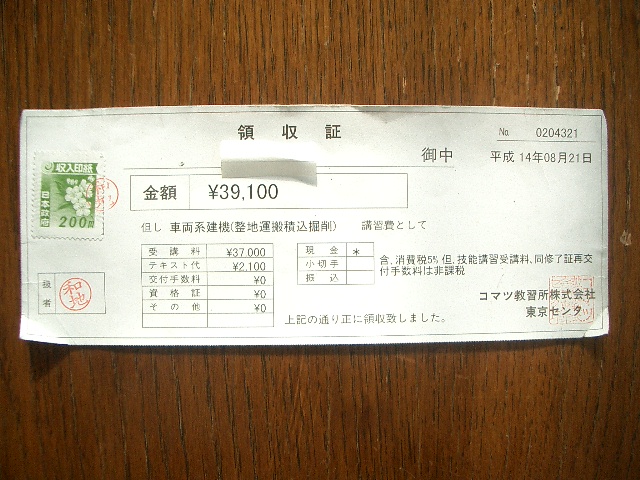 領収証
№ 0204321
御中
平成 14年08月21日
収入印紙
日本政府
200円
金額 ¥39,100
但し 車両系建機(整地運搬積込掘削) 講習費として
受講料 ¥37,000
テキスト代 ¥2,100
交付手数料 ¥0
資格証 ¥0
その他 ¥0
現金 *
小切手
振込
含,消費税5% 但,技能講習受講料,同修了証再交
付手数料は非課税
扱者
和地
上記の通り正に領収致しました。
コマツ教習所株式会社
東京センタ